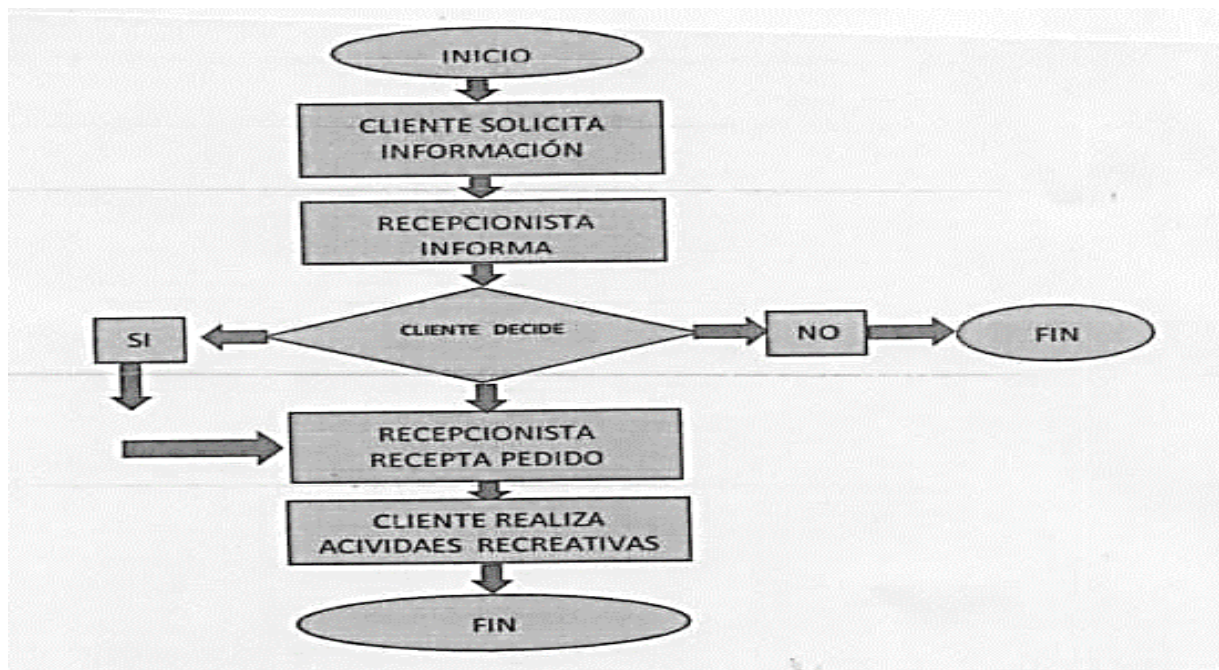 INICIO
CLIENTE SOLICITA
INFORMACIÓN
RECEPCIONISTA
INFORMA
SI
CLIENTE DECIDE
NO
FIN
RECEPCIONISTA
RECEPTA PEDIDO
CLIENTE REALIZA
ACIVIDAES RECREATIVAS
FIN